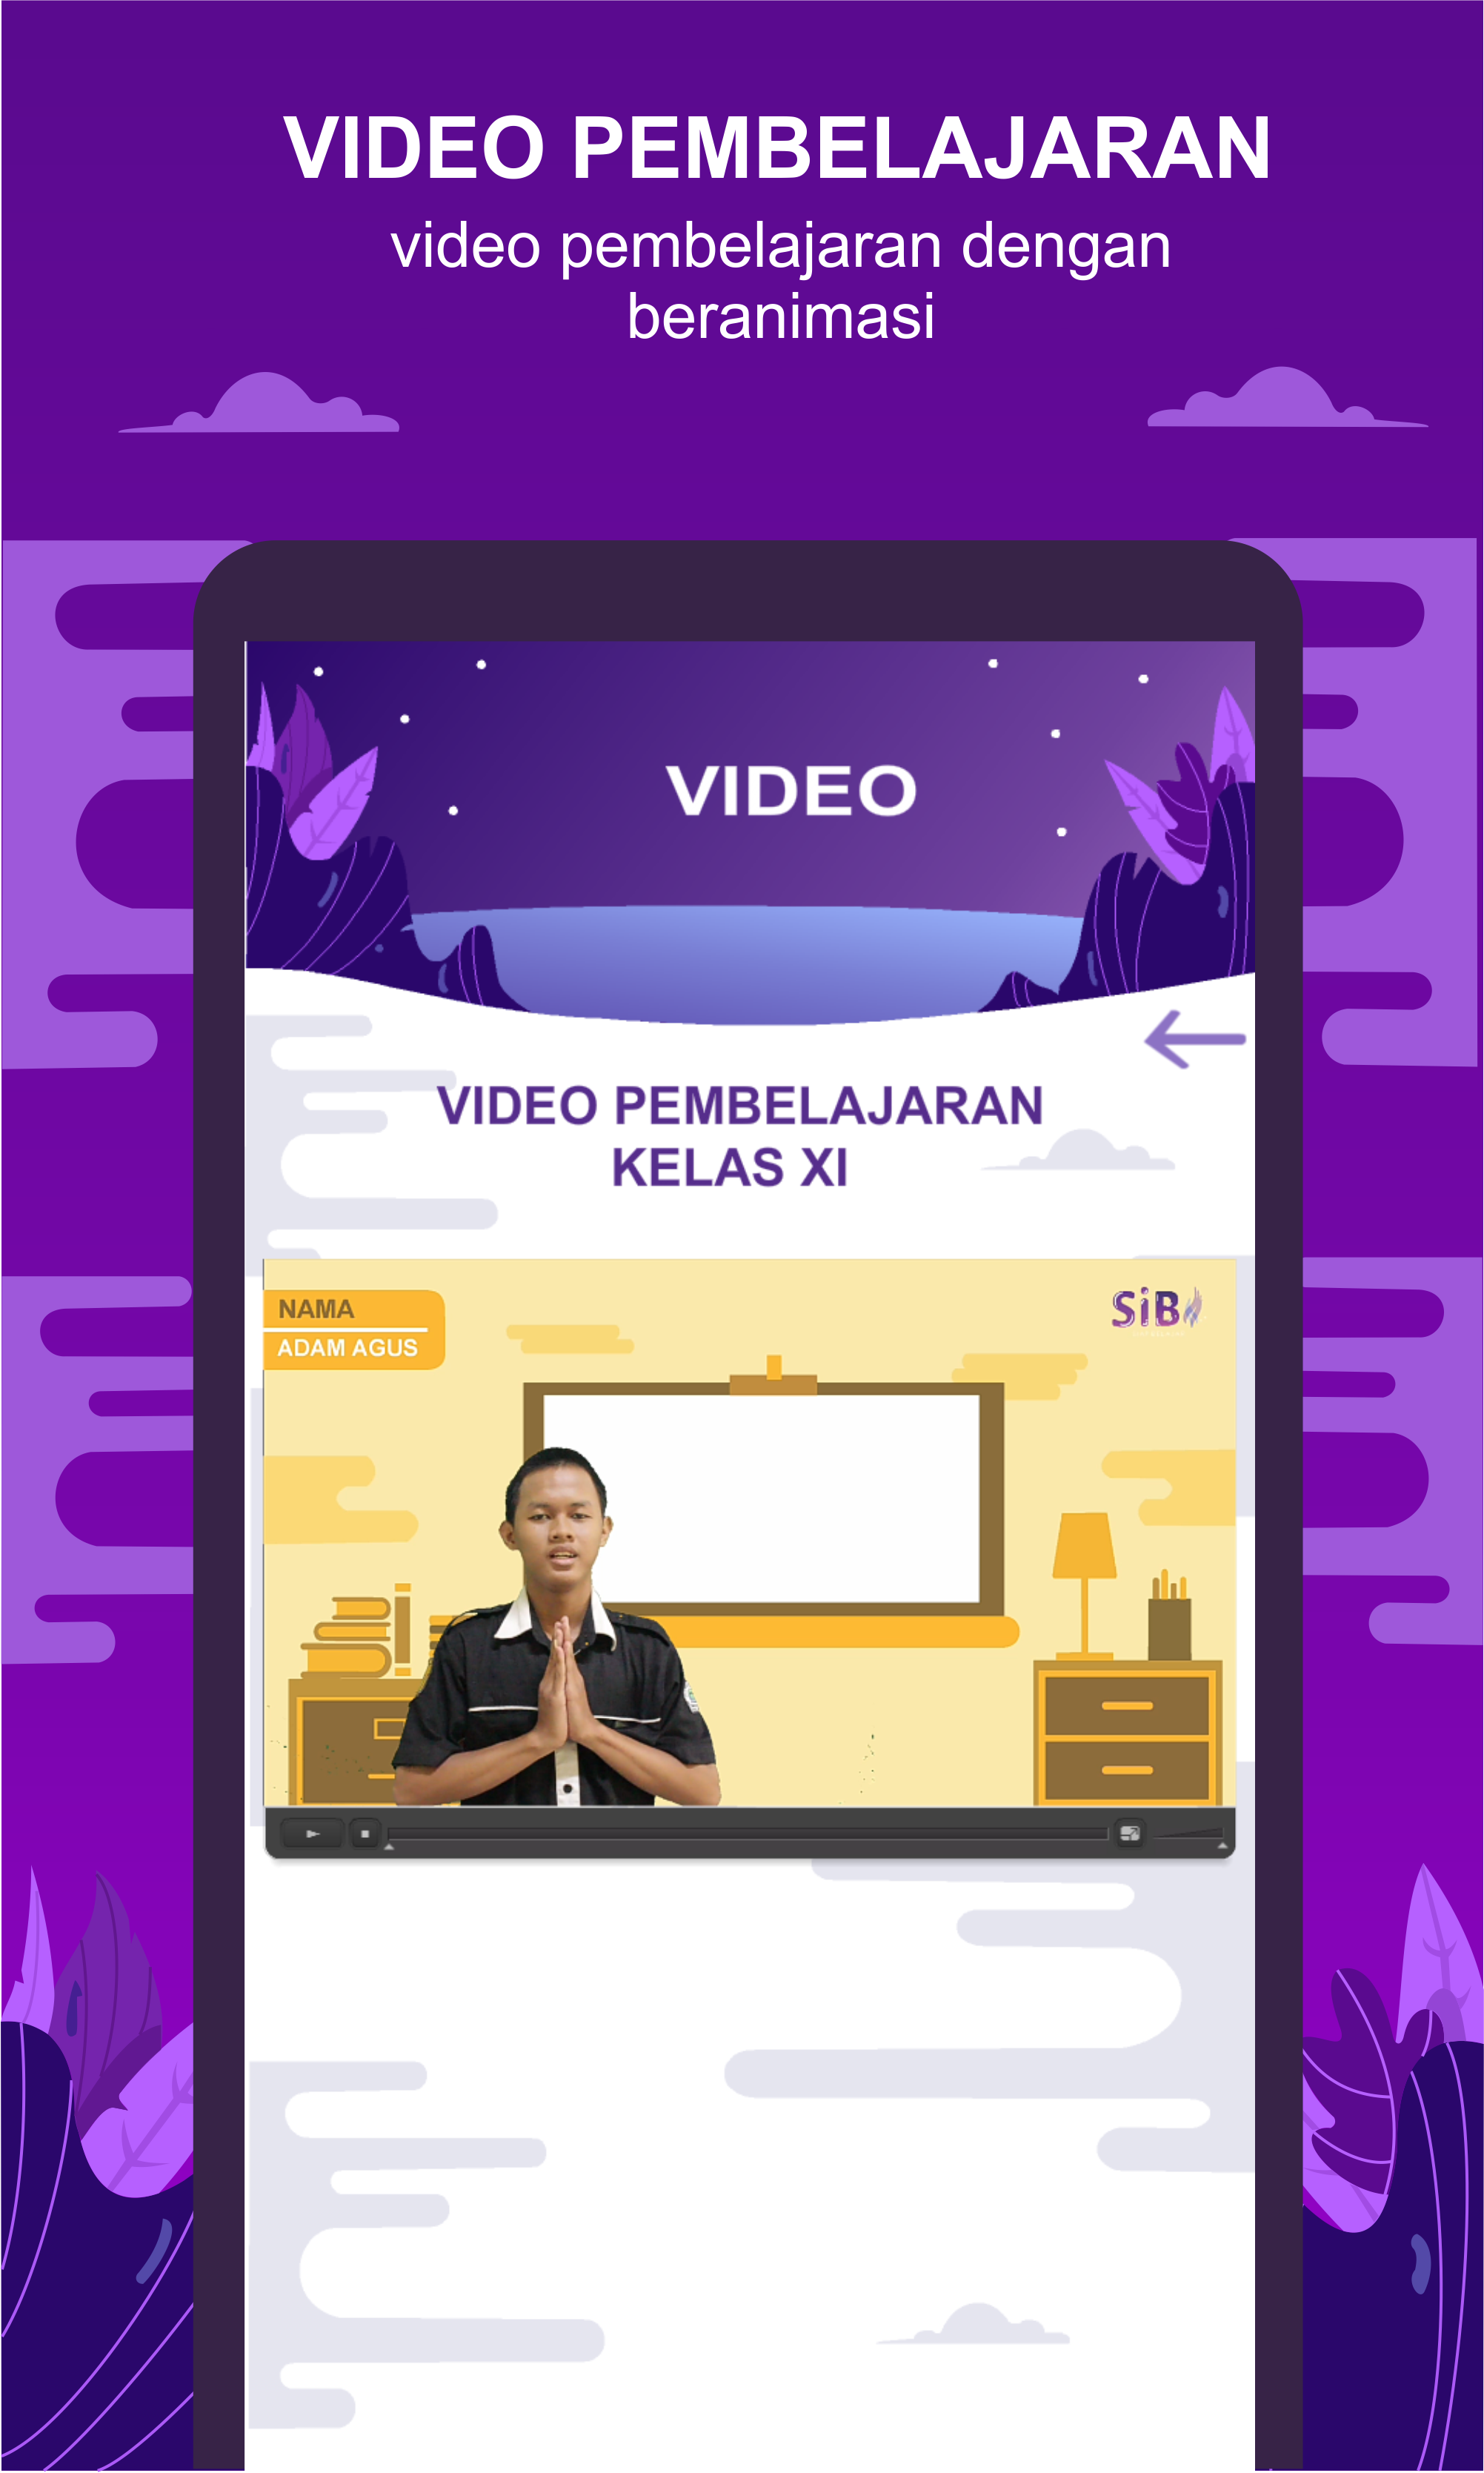 VIDEO PEMBELAJARAN
video pembelajaran dengan
beranimasi
VIDEO
VIDEO PEMBELAJARAN
KELAS XI
NAMA
ADAM AGUS
SiB